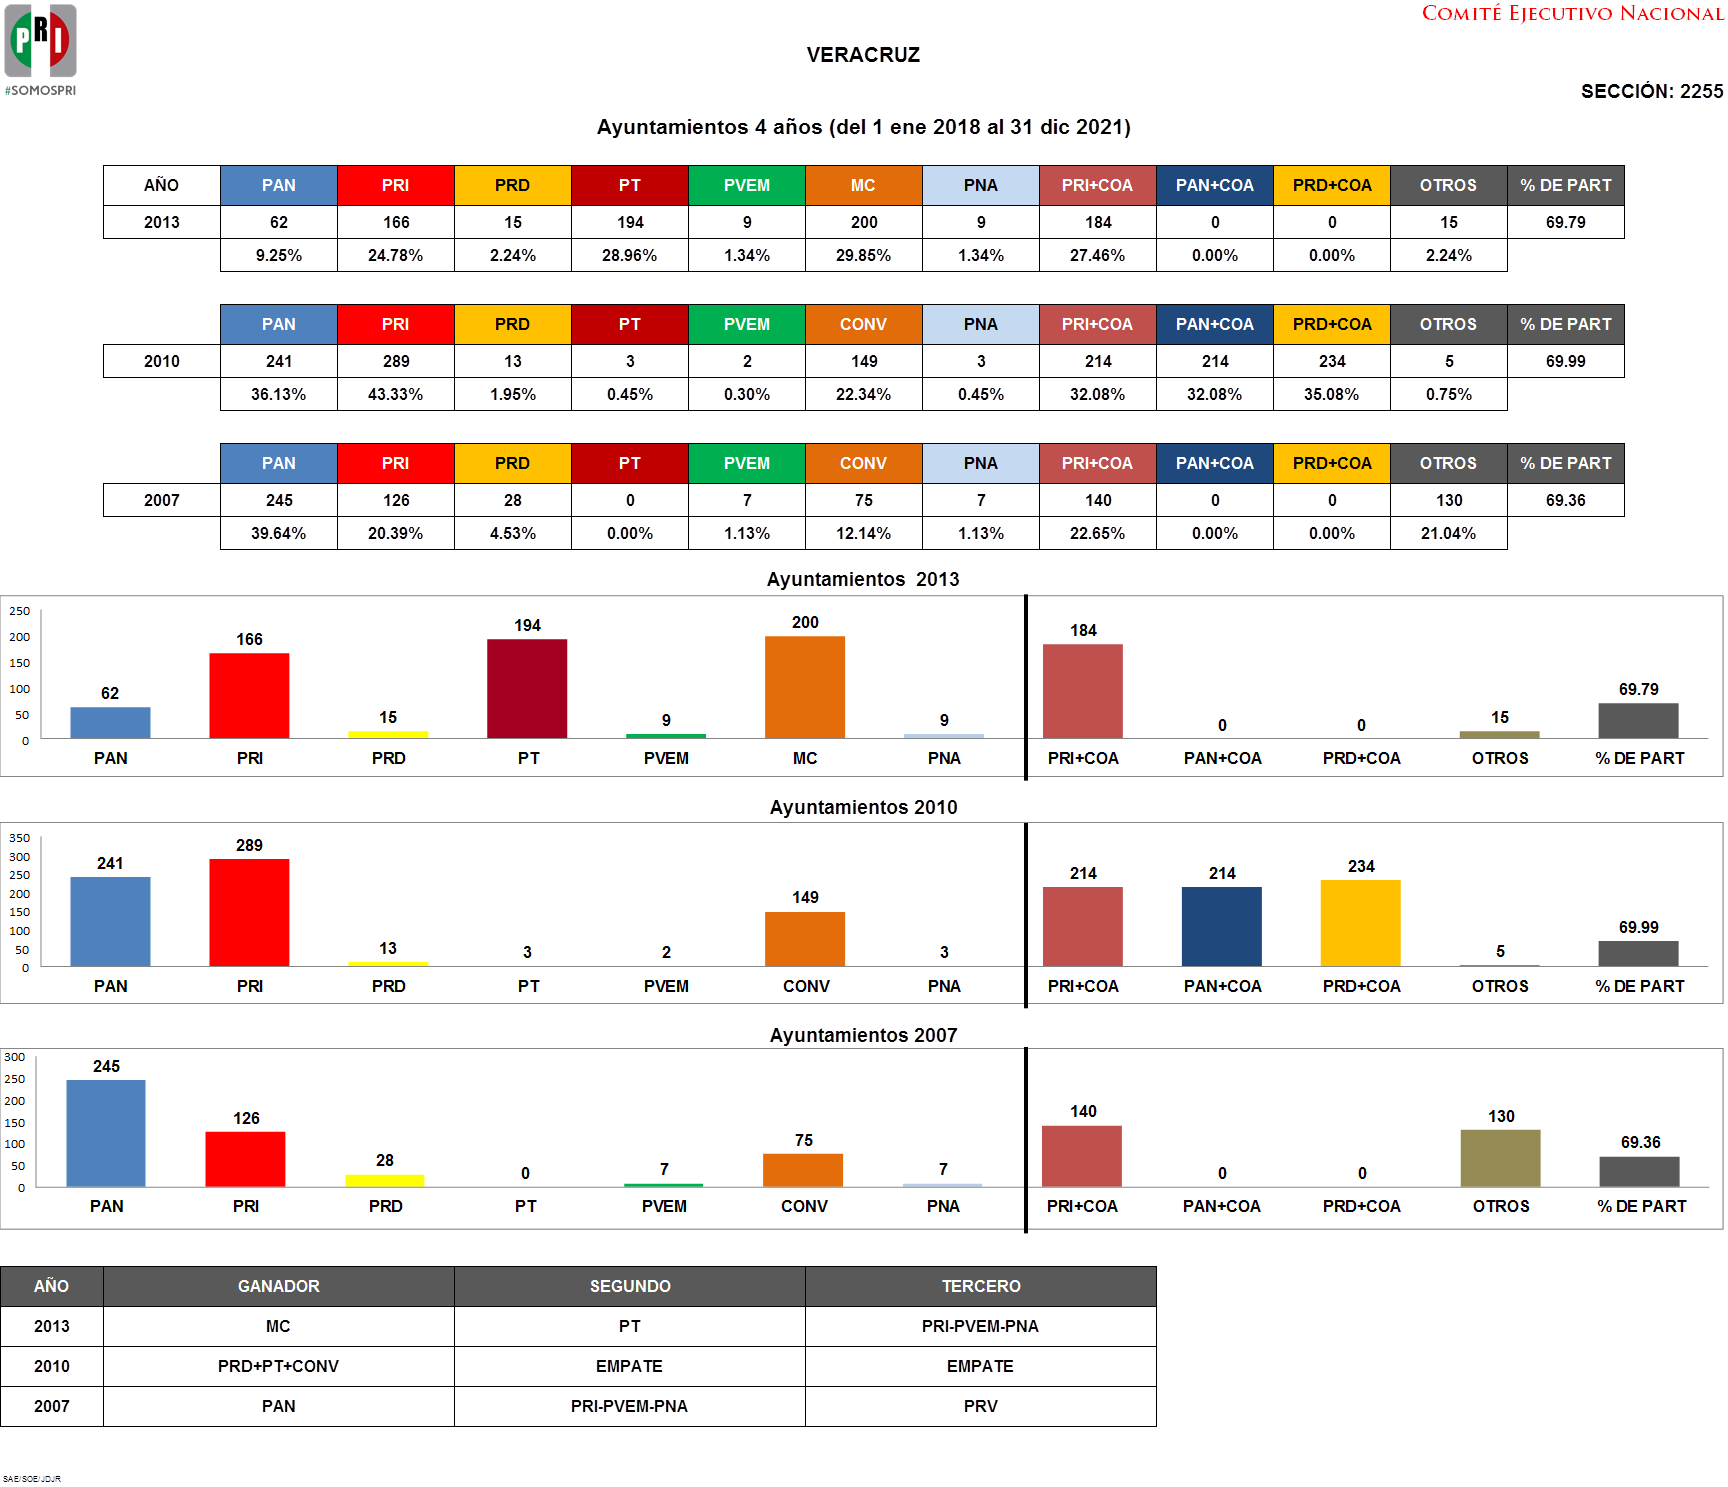 PRI
#SOMOSPRI
COMITÉ EJECUTIVO NACIONAL
VERACRUZ
SECCIÓN: 2255
Ayuntamientos 4 años (del 1 ene 2018 al 31 dic 2021)
AÑO PAN PRI PRD PT PVEM MC PNA PRI+COA PAN+COA PRD+COA OTROS % DE PART
2013 62 166 15 194 9 200 9 184 0 0 15 69.79
9.25% 24.78% 2.24% 28.96% 1.34% 29.85% 1.34% 27.46% 0.00% 0.00% 2.24%
PAN PRI PRD PT PVEM CONV PNA PRI+COA PAN+COA PRD+COA OTROS % DE PART
2010 241 289 13 3 2 149 3 214 214 234 5 69.99
36.13% 43.33% 1.95% 0.45% 0.30% 22.34% 0.45% 32.08% 32.08% 35.08% 0.75%
PAN PRI PRD PT PVEM CONV PNA PRI+COA PAN+COA PRD+COA OTROS % DE PART
2007 245 126 28 0 7 75 7 140 0 0 130 69.36
39.64% 20.39% 4.53% 0.00% 1.13% 12.14% 1.13% 22.65% 0.00% 0.00% 21.04%
Ayuntamientos 2013
250
200
150
100
50
0
62 166 15 194 9 200 9 184 0 0 15 69.79
PAN PRI PRD PT PVEM MC PNA PRI+COA PAN+COA PRD+COA OTROS % DE PART
Ayuntamientos 2010
350
300
250
200
150
100
50
0
241 289 13 3 2 149 3 214 214 234 5 69.99
PAN PRI PRD PT PVEM CONV PNA PRI+COA PAN+COA PRD+COA OTROS % DE PART
Ayuntamientos 2007
300
250
200
150
100
50
0
245 126 28 0 7 75 7 140 0 0 130 69.36
PAN PRI PRD PT PVEM CONV PNA PRI+COA PAN+COA PRD+COA OTROS % DE PART
AÑO GANADOR SEGUNDO TERCERO
2013 MC PT PRI-PVEM-PNA
2010 PRD+PT+CONV EMPATE EMPATE
2007 PAN PRI-PVEM-PNA PRV
SAE/SOE/JDJR